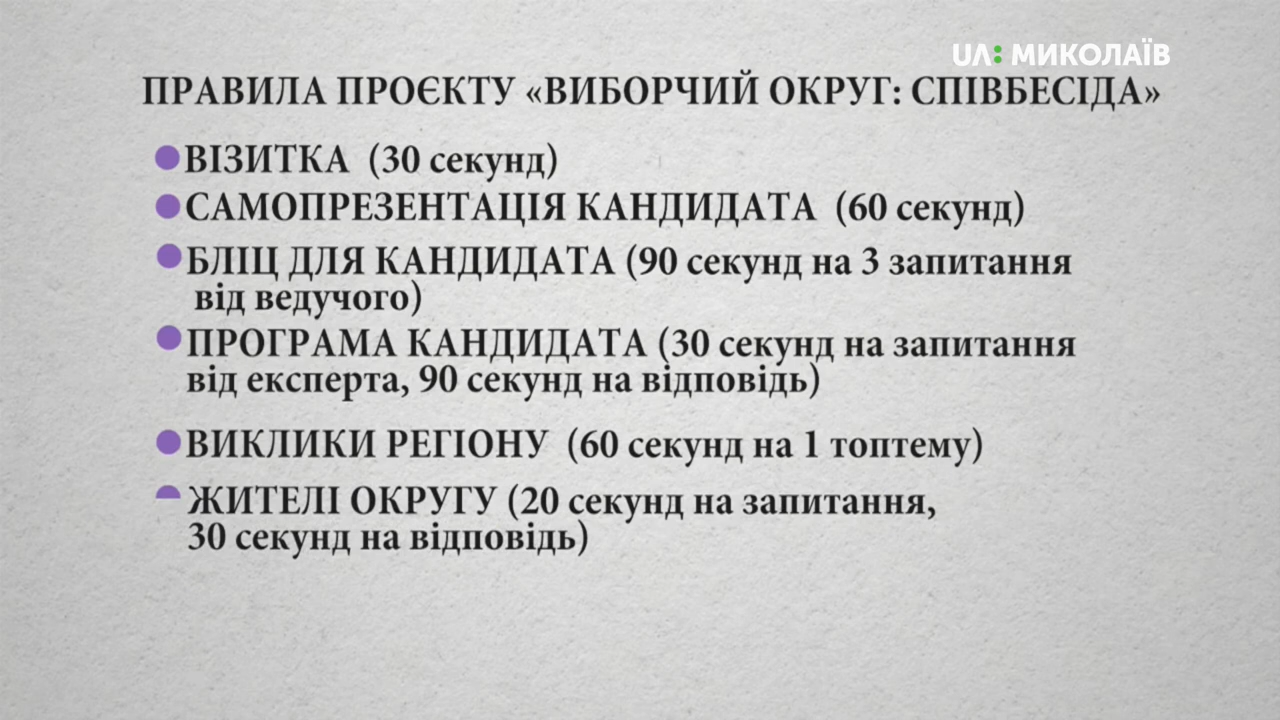 UA: МИКОЛАЇВ
ПРАВИЛА ПРОЄКТУ «ВИБОРЧИЙ ОКРУГ: СПІВБЕСІДА»
ВІЗИТКА (30 секунд)
САМОПРЕЗЕНТАЦІЯ КАНДИДАТА (60 секунд)
БЛІЦ ДЛЯ КАНДИДАТА (90 секунд на 3 запитання
від ведучого)
ПРОГРАМА КАНДИДАТА (30 секунд на запитання
від експерта, 90 секунд на відповідь)
ВИКЛИКИ РЕГІОНУ (60 секунд на 1 топтему)
ЖИТЕЛІ ОКРУГУ (20 секунд на запитання,
30 секунд на відповідь)